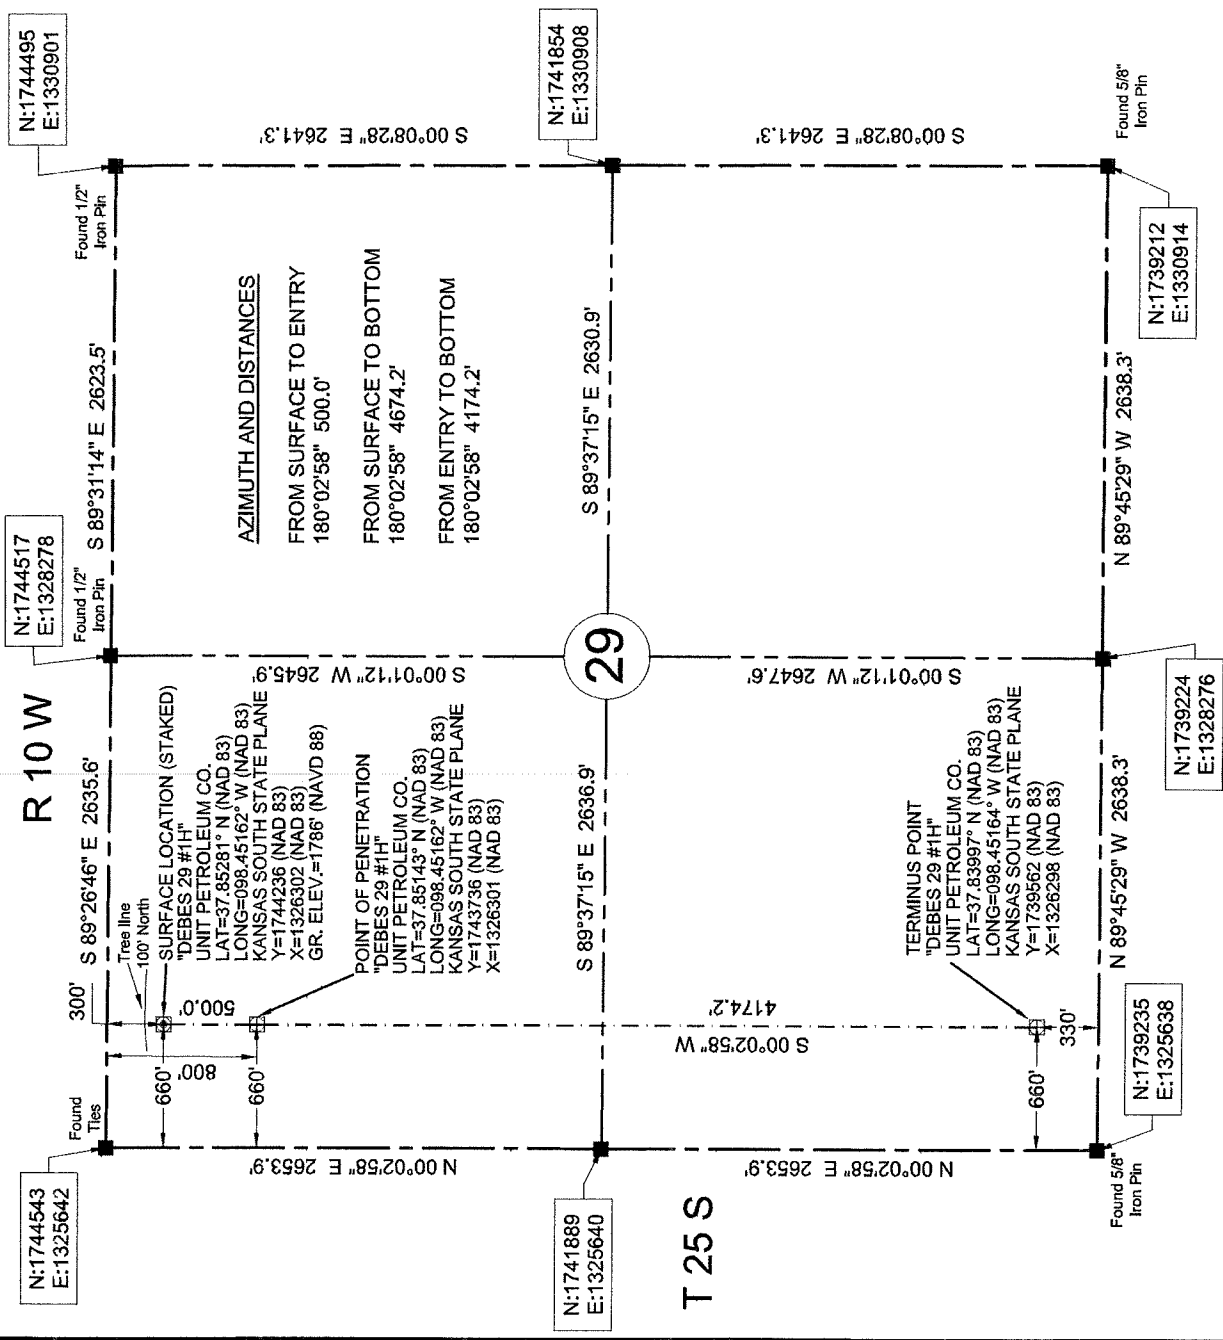 R 10 W
N:1744543
E:1325642
Found
Ties
S 89°26'46" E 2635.6'
N:1744517
E:1328278
Found 1/2"
Iron Pin
S 89°31'14" E 2623.5'
Found 1/2"
Iron Pin
N:1744495
E:1330901
300'
Tree line
100' North
660'
800'
500.0'
660'
SURFACE LOCATION (STAKED)
"DEBES 29 #1H"
UNIT PETROLEUM CO.
LAT=37.85281° N (NAD 83)
LONG=098.45162° W (NAD 83)
KANSAS SOUTH STATE PLANE
Y=1744236 (NAD 83)
X=1326302 (NAD 83)
GR. ELEV.=1786' (NAVD 88)
POINT OF PENETRATION
"DEBES 29 #1H"
UNIT PETROLEUM CO.
LAT=37.85143° N (NAD 83)
LONG=098.45162° W (NAD 83)
KANSAS SOUTH STATE PLANE
Y=1743736 (NAD 83)
X=1326301 (NAD 83)
AZIMUTH AND DISTANCES
FROM SURFACE TO ENTRY
180°02'58" 500.0'
FROM SURFACE TO BOTTOM
180°02'58" 4674.2'
FROM ENTRY TO BOTTOM
180°02'58" 4174.2'
N 00°02'58" E 2653.9'
S 00°01'12" W 2645.9'
S 00°08'28" E 2641.3'
N:1741889
E:1325640
S 89°37'15" E 2636.9'
29
S 89°37'15" E 2630.9'
N:1741854
E:1330908
T 25 S
N 00°02'58" E 2653.9'
S 00°02'58" W
4174.2'
S 00°01'12" W 2647.6'
S 00°08'28" E 2641.3'
TERMINUS POINT
"DEBES 29 #1H"
UNIT PETROLEUM CO.
LAT=37.83997° N (NAD 83)
LONG=098.45164° W (NAD 83)
KANSAS SOUTH STATE PLANE
Y=1739562 (NAD 83)
X=1326298 (NAD 83)
660'
330'
Found 5/8"
Iron Pin
N:1739235
E:1325638
N 89°45'29" W 2638.3'
N:1739224
E:1328276
N 89°45'29" W 2638.3'
N:1739212
E:1330914
Found 5/8"
Iron Pin